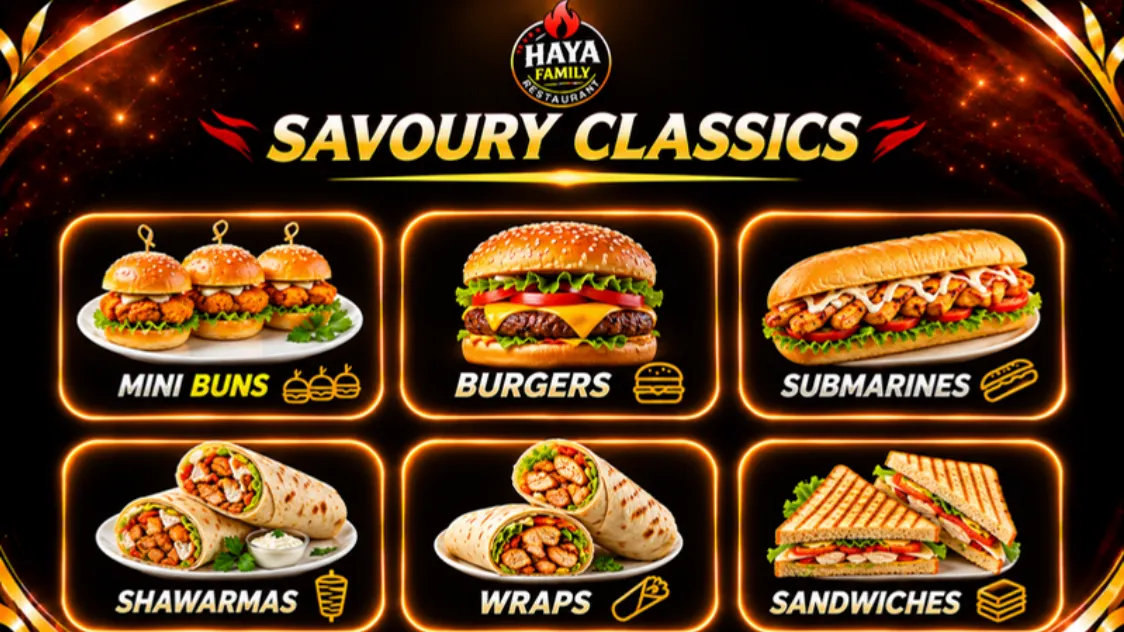 HAYA
FAMILY
RESTAURANT
SAVOURY CLASSICS
MINI BUNS
BURGERS
SUBMARINES
SHAWARMAS
WRAPS
SANDWICHES